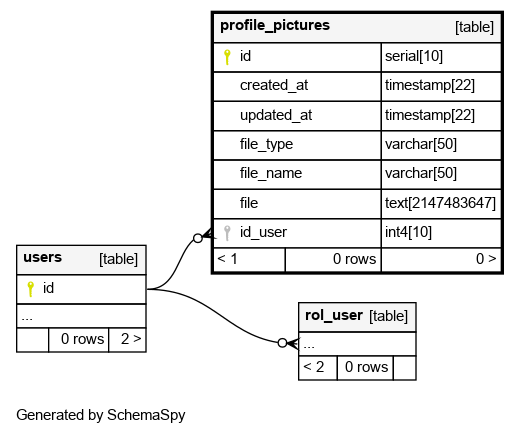 profile_pictures [table]
id serial[10]
created_at timestamp[22]
updated_at timestamp[22]
file_type varchar[50]
file_name varchar[50]
file text[2147483647]
id_user int4[10]
< 1 0 rows 0 >
users [table]
id
...
0 rows 2 >
rol_user [table]
...
< 2 0 rows
Generated by SchemaSpy